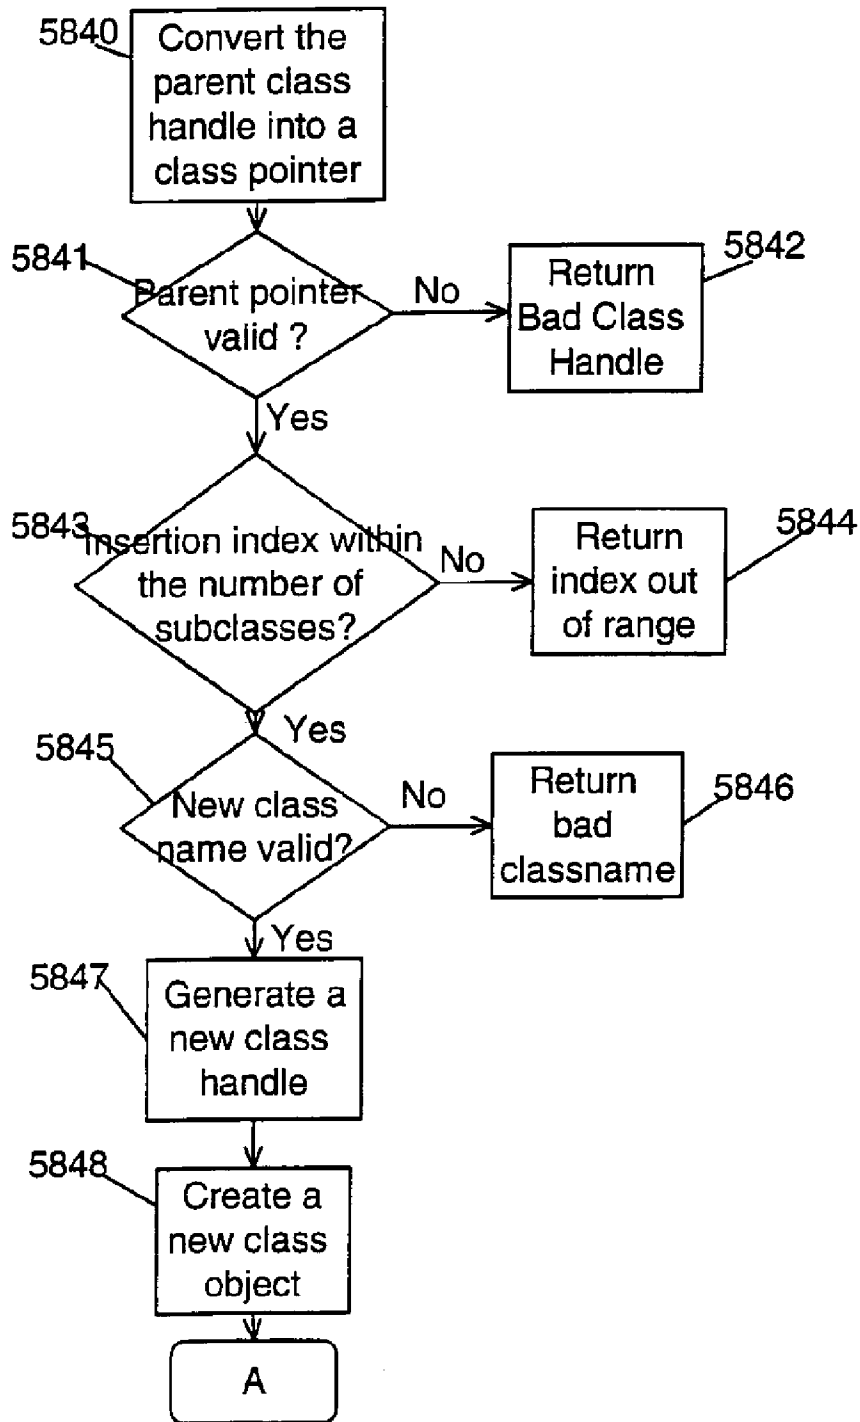 5840
Convert the
parent class
handle into a
class pointer
5841
Parent pointer
valid ?
No
5842
Return
Bad Class
Handle
Yes
5843
Insertion index within
the number of
subclasses?
No
5844
Return
index out
of range
Yes
5845
New class
name valid?
No
5846
Return
bad
classname
Yes
5847
Generate a
new class
handle
5848
Create a
new class
object
A